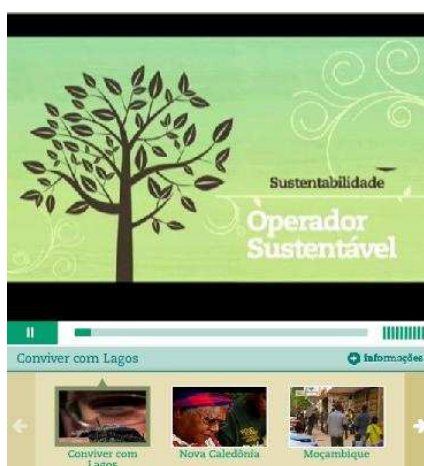 Sustentabilidade
Operador
Sustentável
Conviver com Lagos
Informações
Conviver com
Lagos
Nova Caledônia
Moçambique